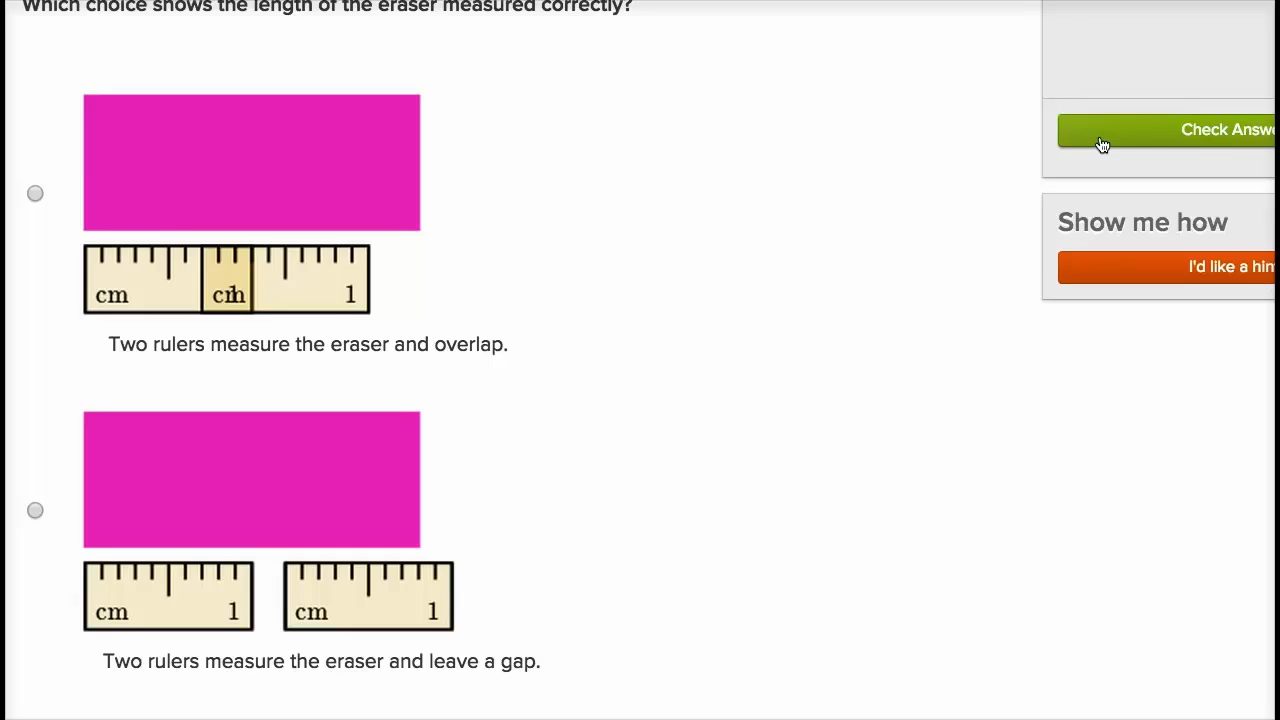 Which choice shows the length of the eraser measured correctly?
Check Answe
Show me how
I'd like a hin
cm cm 1 1
Two rulers measure the eraser and overlap.
cm 1 cm 1
Two rulers measure the eraser and leave a gap.